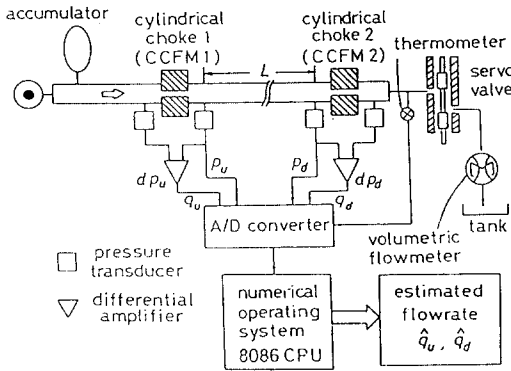 accumulator
cylindrical
choke 1
(CCFM 1)
cylindrical
choke 2
(CCFM 2)
L
thermometer
servo
valve
dp_u
p_u
p_d
dp_d
q_u
q_d
A/D converter
volumetric
flowmeter
tank
pressure
transducer
differential
amplifier
numerical
operating
system
8086 CPU
estimated
flowrate
q̂_u , q̂_d